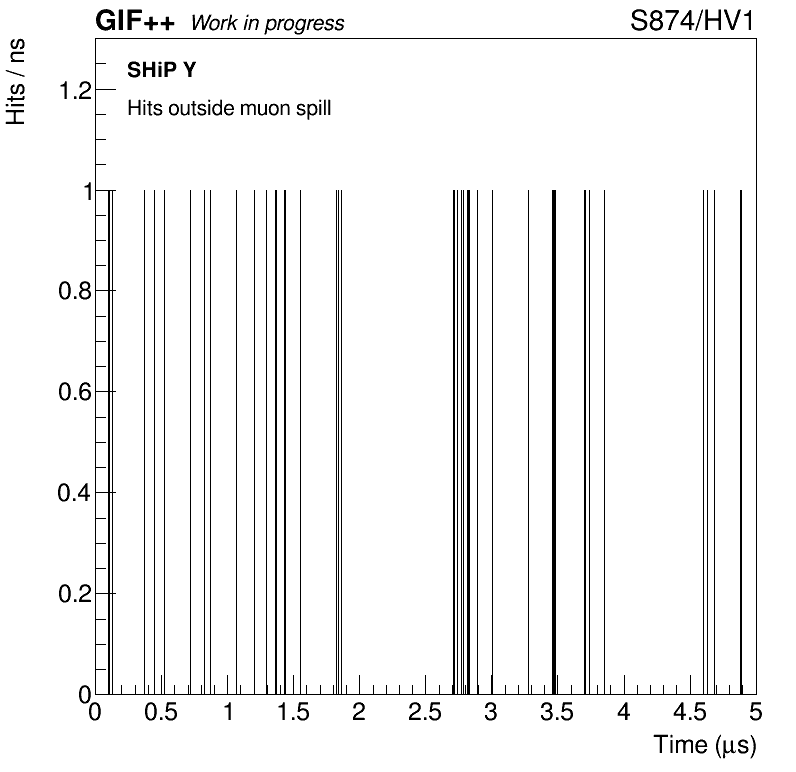 GIF++ Work in progress S874/HV1
Hits / ns
SHiP Y
Hits outside muon spill
1.2
1
0.8
0.6
0.4
0.2
0
0 0.5 1 1.5 2 2.5 3 3.5 4 4.5 5
Time (μs)